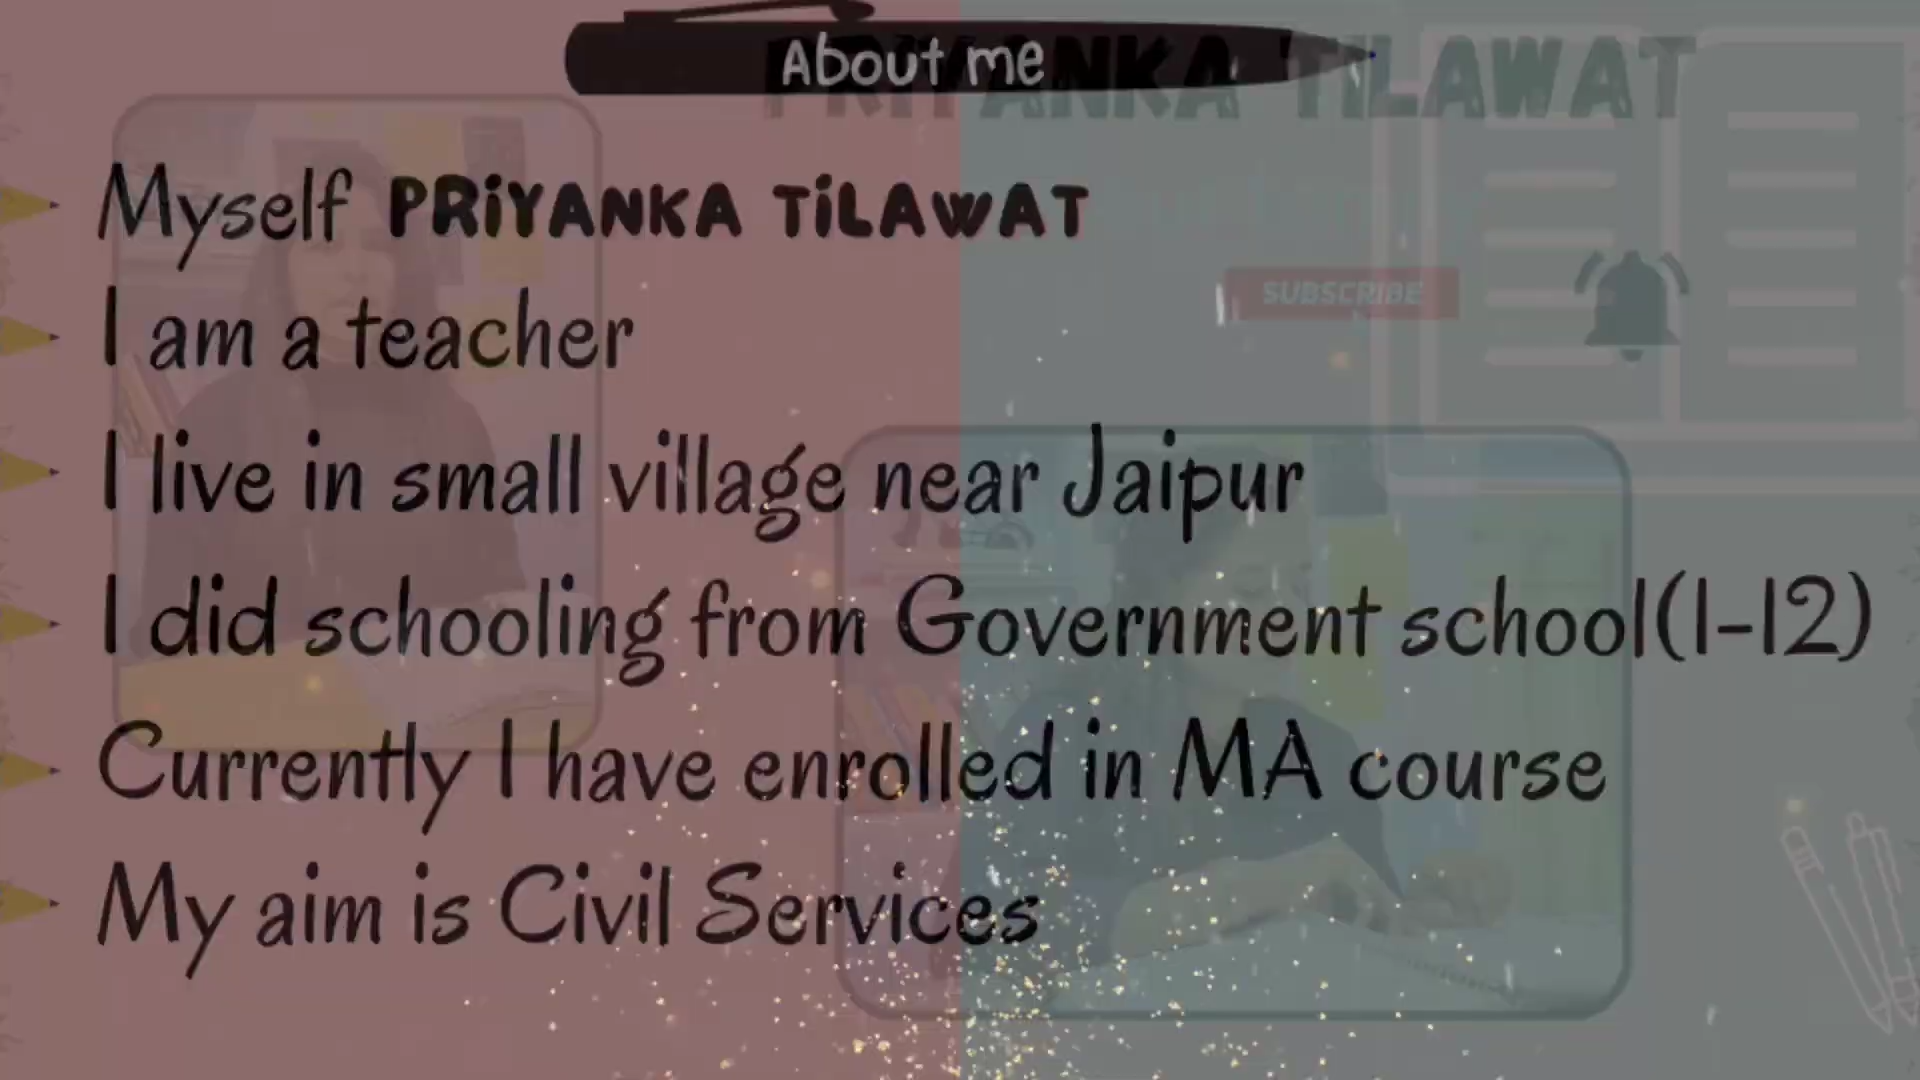 About me
PRiYANKA TiLAWAT
Myself PRiYANKA TiLAWAT
I am a teacher
SUBSCRIBE
I live in small village near Jaipur
I did schooling from Government school(1-12)
Currently I have enrolled in MA course
My aim is Civil Services